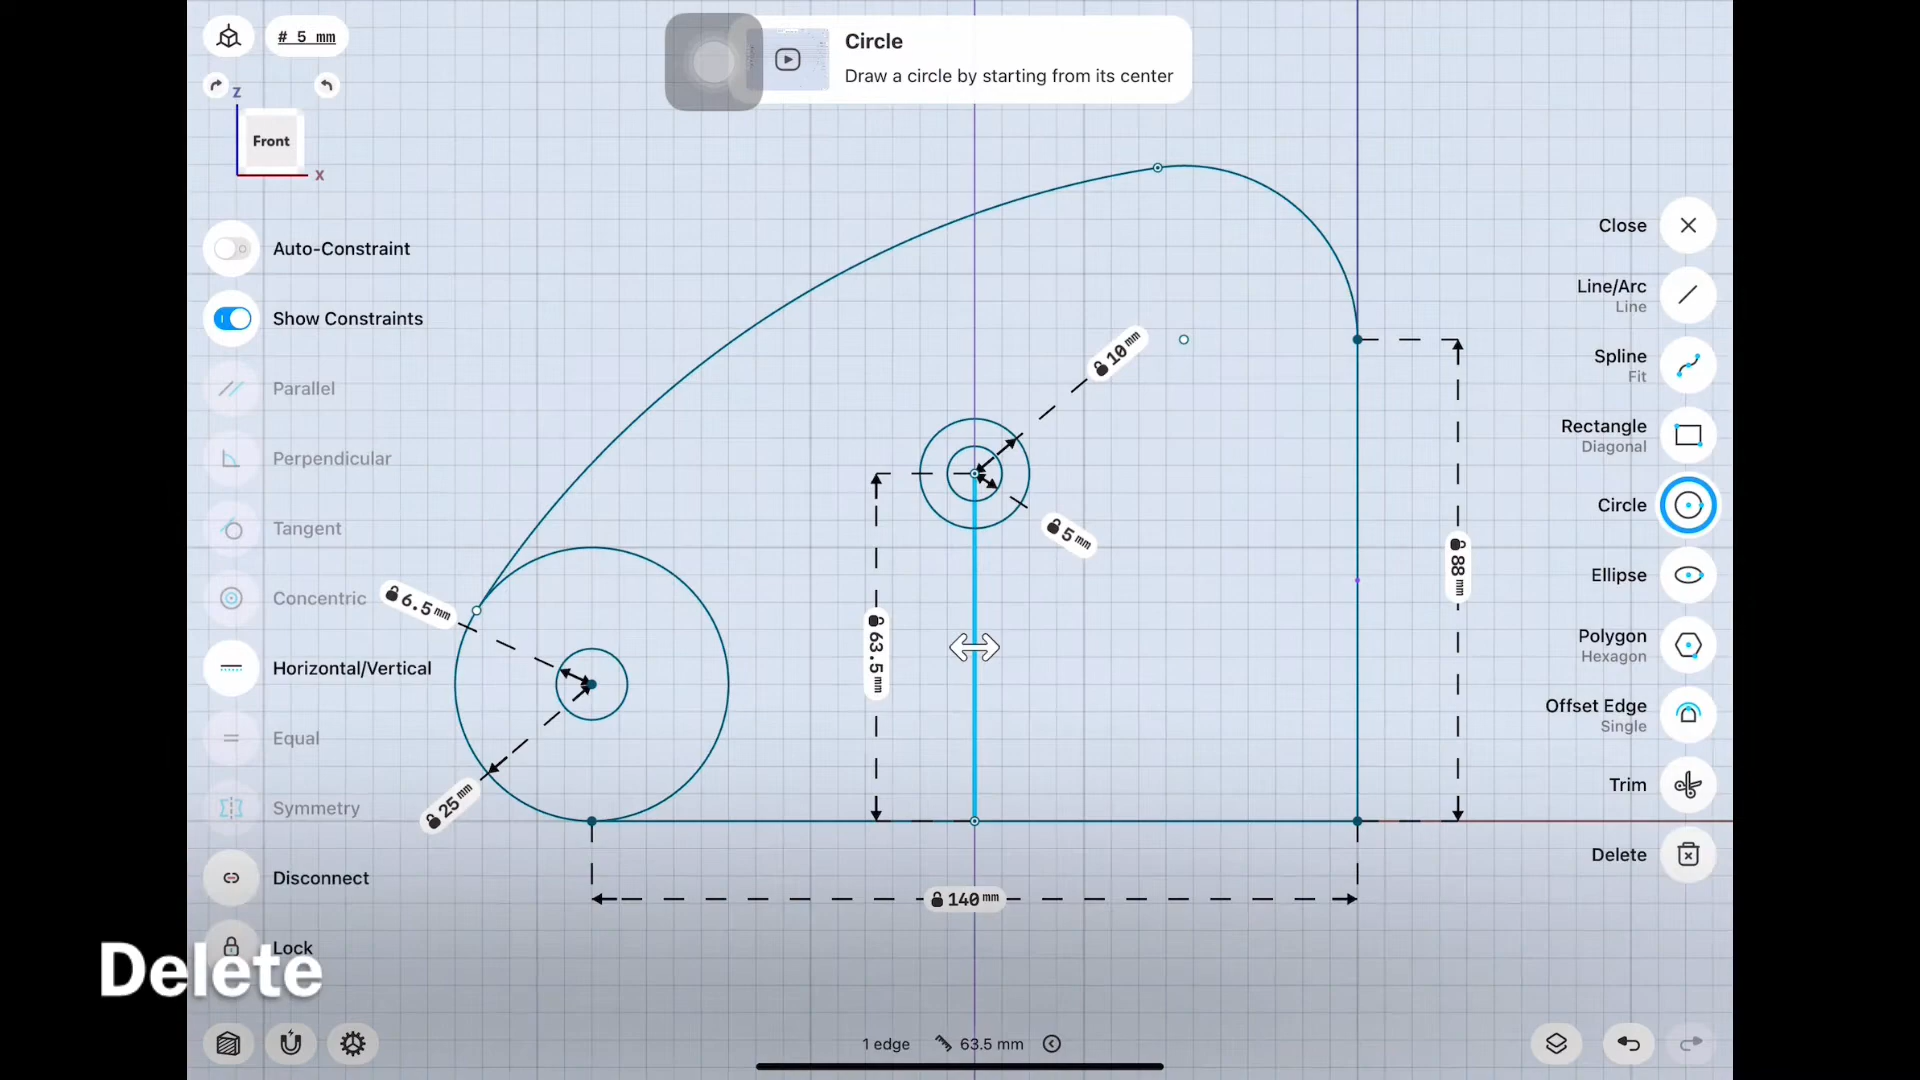 # 5 mm
Circle
Draw a circle by starting from its center
Z
Front
X
Auto-Constraint
Show Constraints
Parallel
Perpendicular
Tangent
Concentric
Horizontal/Vertical
Equal
Symmetry
Disconnect
Lock
Delete
10 mm
5 mm
6.5 mm
63.5 mm
88 mm
25 mm
140 mm
Close
Line/Arc
Line
Spline
Fit
Rectangle
Diagonal
Circle
Ellipse
Polygon
Hexagon
Offset Edge
Single
Trim
Delete
1 edge 63.5 mm